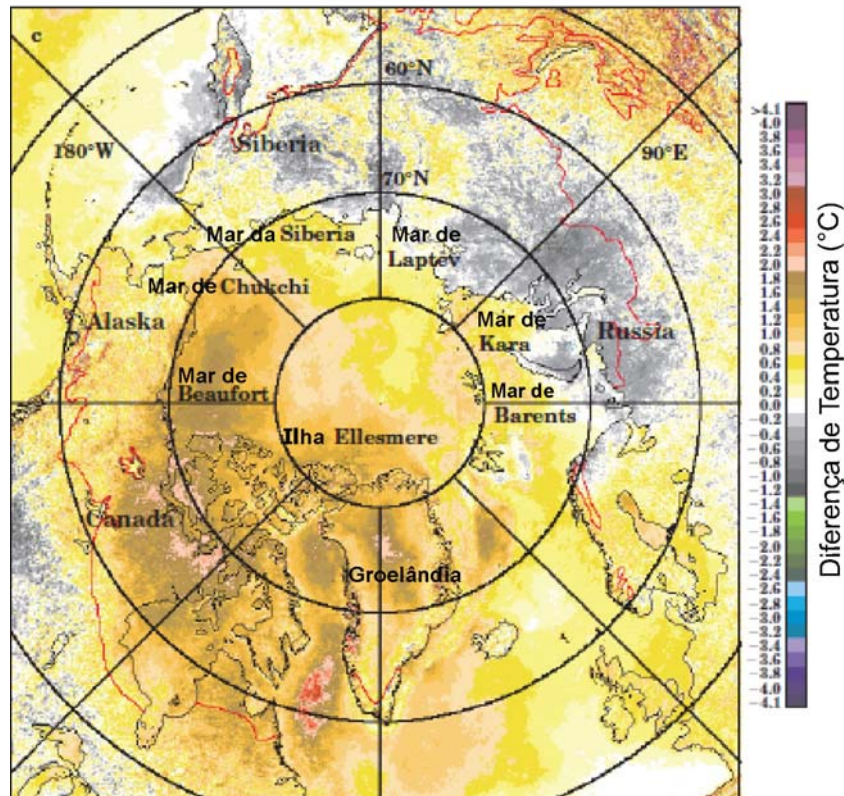 c
60°N
180°W
Siberia
90°E
70°N
Mar da Siberia
Mar de Laptev
Mar de Chukchi
Alaska
Mar de Kara
Russia
Mar de Beaufort
Mar de Barents
Ilha Ellesmere
Canada
Groelândia
>4.1
4.0
3.8
3.6
3.4
3.2
3.0
2.8
2.6
2.4
2.2
2.0
1.8
1.6
1.4
1.2
1.0
0.8
0.6
0.4
0.2
0.0
−0.2
−0.4
−0.6
−0.8
−1.0
−1.2
−1.4
−1.6
−1.8
−2.0
−2.2
−2.4
−2.6
−2.8
−3.0
−3.2
−3.4
−3.6
−3.8
−4.0
−4.1
Diferença de Temperatura (°C)